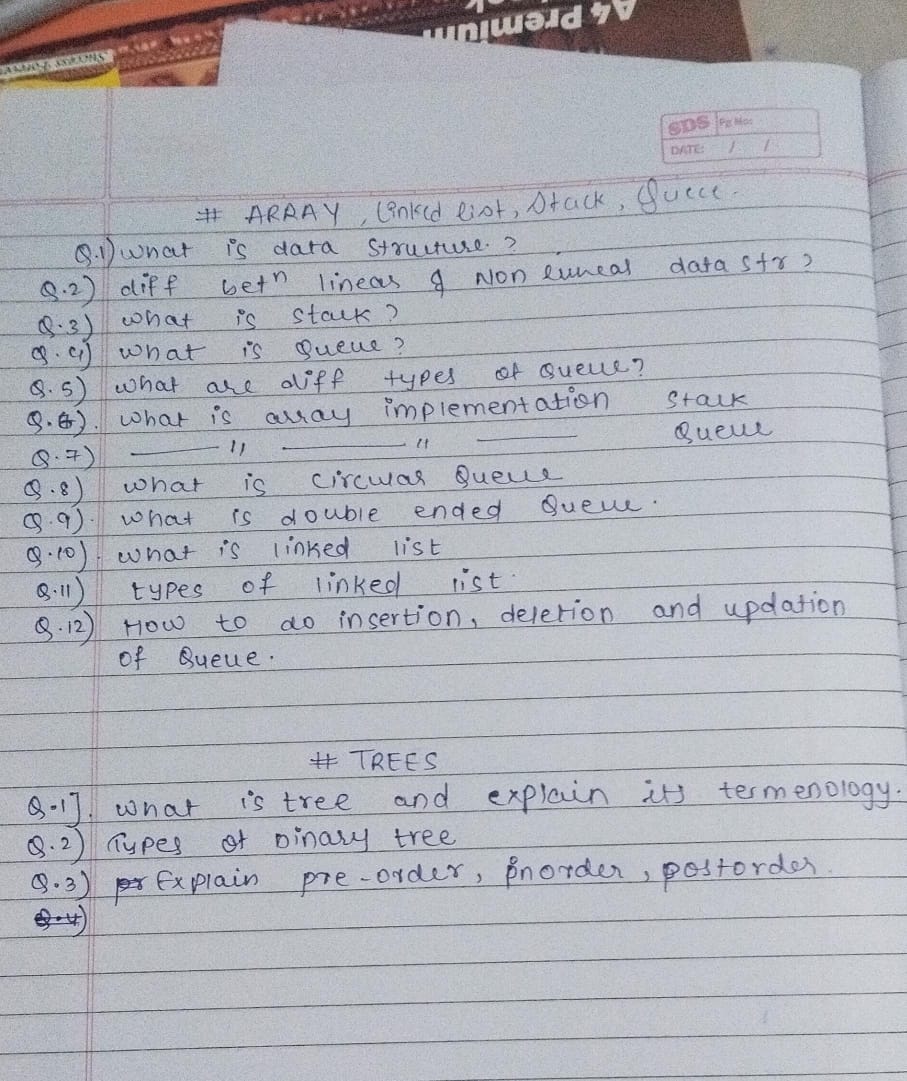 A4 Premium
SDS Pg No:
DATE: / /
# ARRAY, linked list, Stack, Queue.
Q.1) what is data structure.?
Q.2) diff betn linear & Non linneal data str?
Q.3) what is stack?
Q.4) what is Queue?
Q.5) what are diff types of Queue?
Q.6). what is array implementation Stack
Q.7) —— " —— " —— Queue
Q.8) what is circular Queue
Q.9). what is double ended Queue.
Q.10). what is linked list
Q.11) types of linked list.
Q.12) How to do insertion, deletion and updation
of Queue.
# TREES
Q.1]. what is tree and explain its termenology.
Q.2) Types of binary tree
Q.3) Explain pre-order, inorder, postorder.
Q.4)